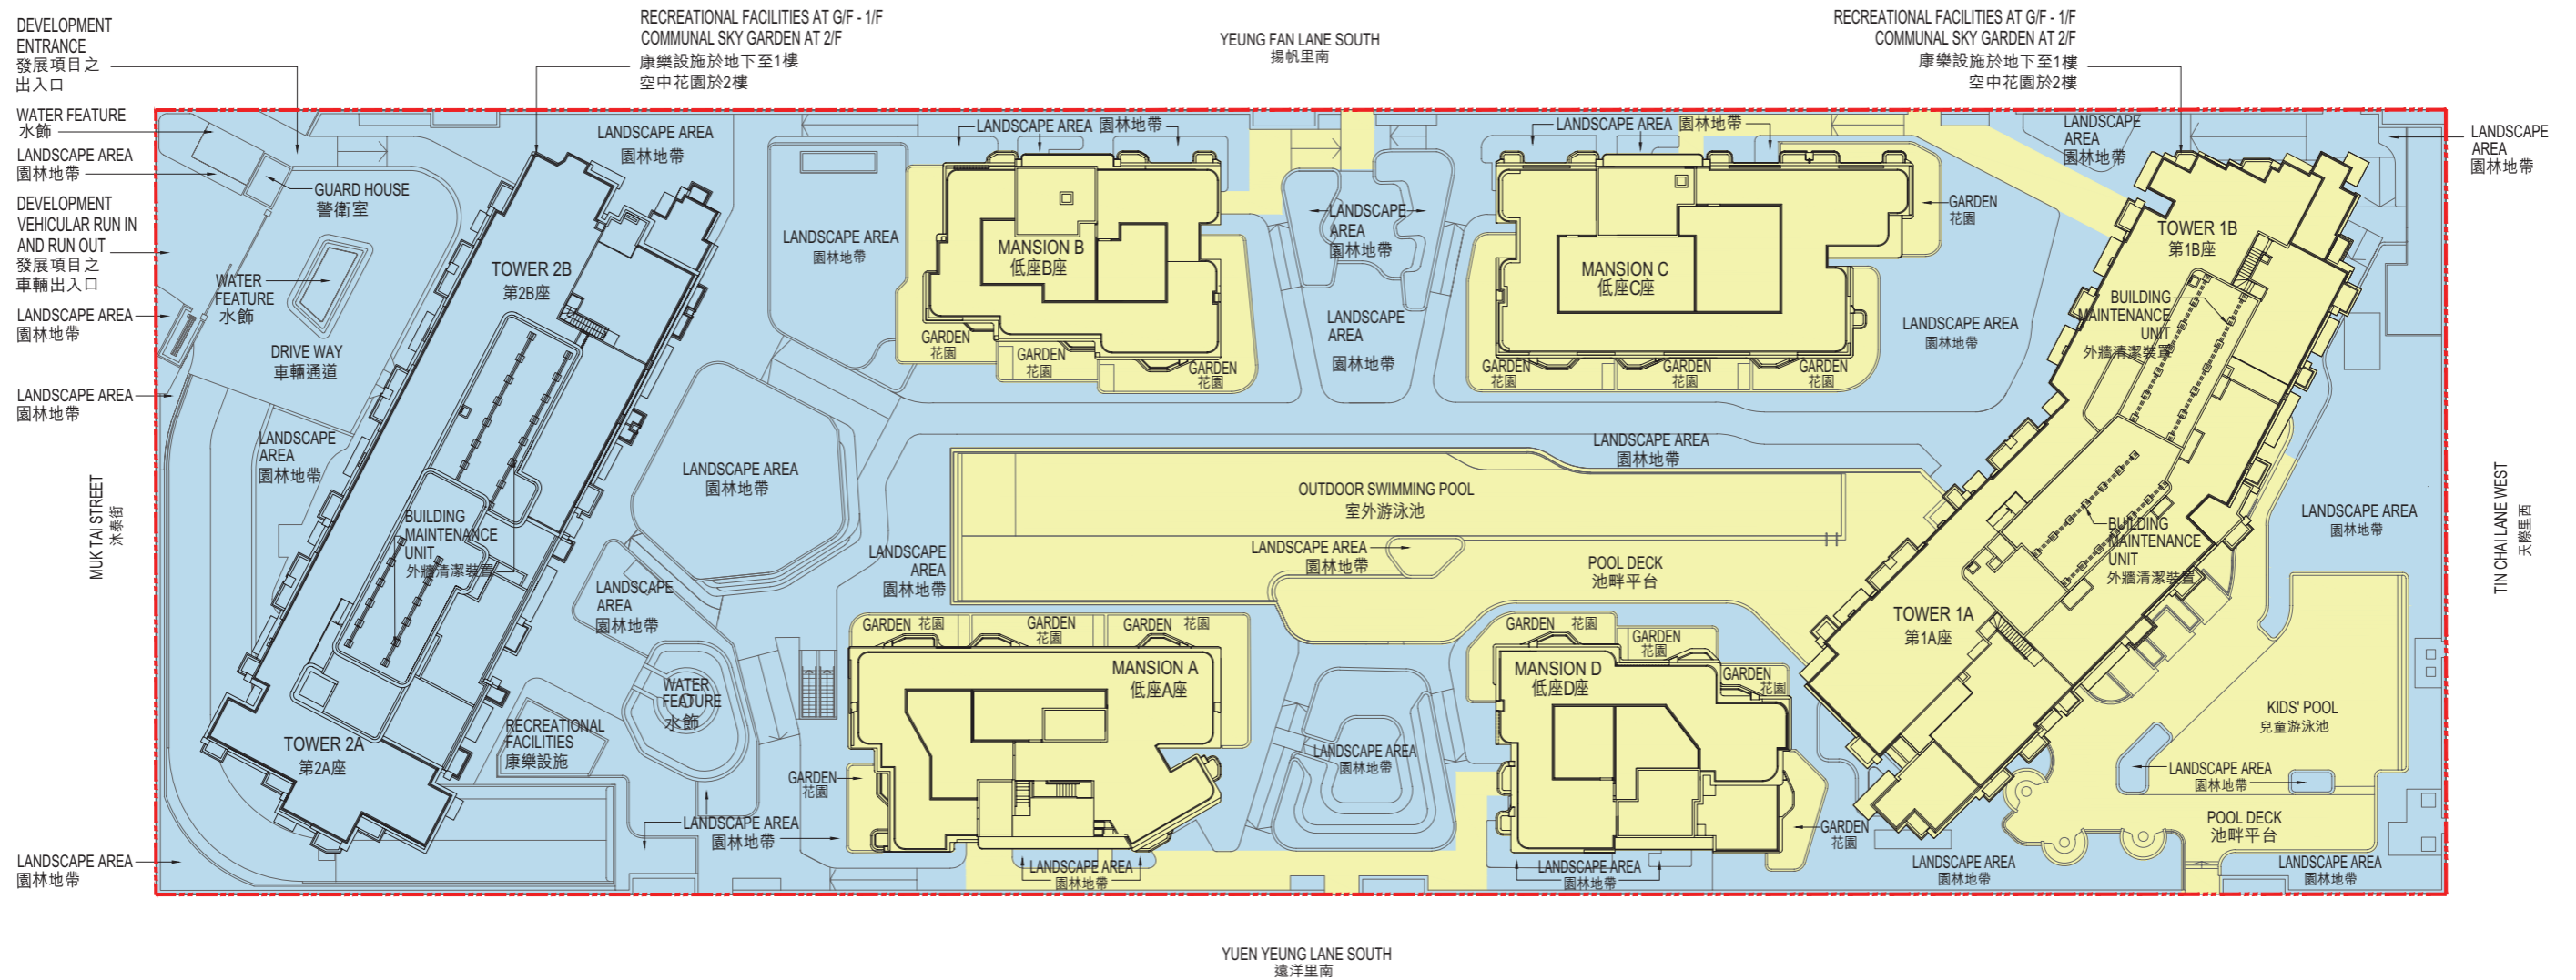 DEVELOPMENT
ENTRANCE
發展項目之
出入口
WATER FEATURE
水飾
LANDSCAPE AREA
園林地帶
DEVELOPMENT
VEHICULAR RUN IN
AND RUN OUT
發展項目之
車輛出入口
LANDSCAPE AREA
園林地帶
LANDSCAPE AREA
園林地帶
MUK TAI STREET
沐泰街
LANDSCAPE AREA
園林地帶
RECREATIONAL FACILITIES AT G/F - 1/F
COMMUNAL SKY GARDEN AT 2/F
康樂設施於地下至1樓
空中花園於2樓
YEUNG FAN LANE SOUTH
揚帆里南
RECREATIONAL FACILITIES AT G/F - 1/F
COMMUNAL SKY GARDEN AT 2/F
康樂設施於地下至1樓
空中花園於2樓
LANDSCAPE
AREA
園林地帶
GUARD HOUSE
警衛室
WATER
FEATURE
水飾
DRIVE WAY
車輛通道
LANDSCAPE
AREA
園林地帶
LANDSCAPE AREA
園林地帶
TOWER 2B
第2B座
BUILDING
MAINTENANCE
UNIT
外牆清潔裝置
TOWER 2A
第2A座
LANDSCAPE AREA
園林地帶
LANDSCAPE AREA
園林地帶
LANDSCAPE
AREA
園林地帶
WATER
FEATURE
水飾
RECREATIONAL
FACILITIES
康樂設施
LANDSCAPE AREA
園林地帶
LANDSCAPE AREA 園林地帶
MANSION B
低座B座
GARDEN
花園
GARDEN
花園
GARDEN
花園
LANDSCAPE
AREA
園林地帶
LANDSCAPE
AREA
園林地帶
LANDSCAPE AREA 園林地帶
MANSION C
低座C座
GARDEN
花園
GARDEN
花園
GARDEN
花園
GARDEN
花園
LANDSCAPE AREA
園林地帶
LANDSCAPE
AREA
園林地帶
TOWER 1B
第1B座
BUILDING
MAINTENANCE
UNIT
外牆清潔裝置
LANDSCAPE AREA
園林地帶
OUTDOOR SWIMMING POOL
室外游泳池
LANDSCAPE AREA
園林地帶
POOL DECK
池畔平台
LANDSCAPE
AREA
園林地帶
BUILDING
MAINTENANCE
UNIT
外牆清潔裝置
TOWER 1A
第1A座
LANDSCAPE AREA
園林地帶
TIN CHAI LANE WEST
天際里西
GARDEN 花園
GARDEN
花園
GARDEN 花園
MANSION A
低座A座
GARDEN
花園
LANDSCAPE AREA
園林地帶
LANDSCAPE AREA
園林地帶
GARDEN 花園
GARDEN
花園
GARDEN
花園
MANSION D
低座D座
GARDEN
花園
LANDSCAPE AREA
園林地帶
KIDS' POOL
兒童游泳池
LANDSCAPE AREA
園林地帶
POOL DECK
池畔平台
LANDSCAPE AREA
園林地帶
LANDSCAPE AREA
園林地帶
YUEN YEUNG LANE SOUTH
遠洋里南